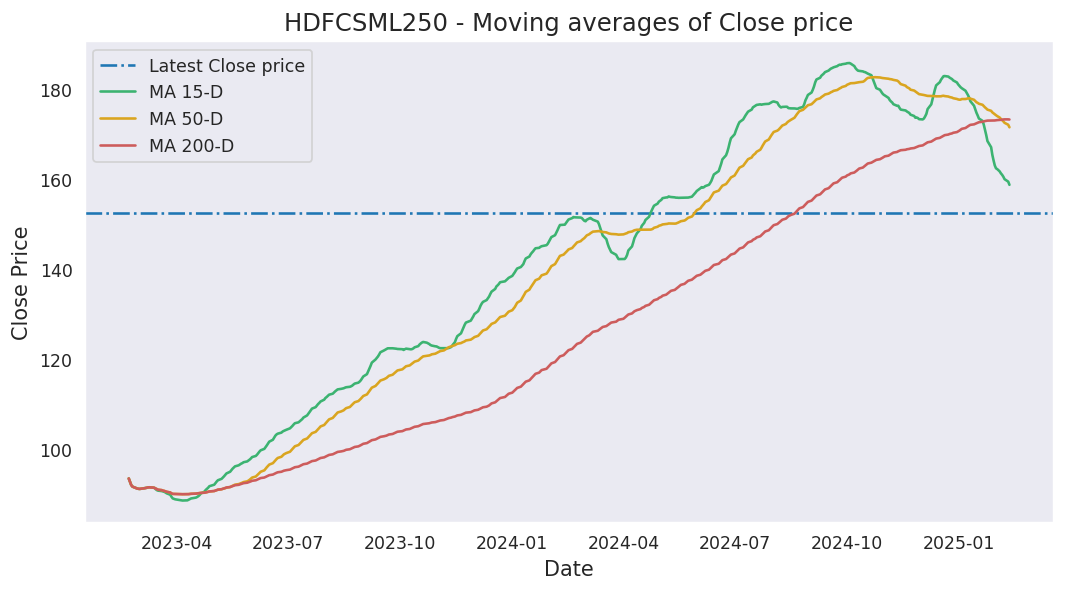 HDFCSML250 - Moving averages of Close price
Latest Close price
MA 15-D
MA 50-D
MA 200-D
Close Price
180
160
140
120
100
2023-04 2023-07 2023-10 2024-01 2024-04 2024-07 2024-10 2025-01
Date